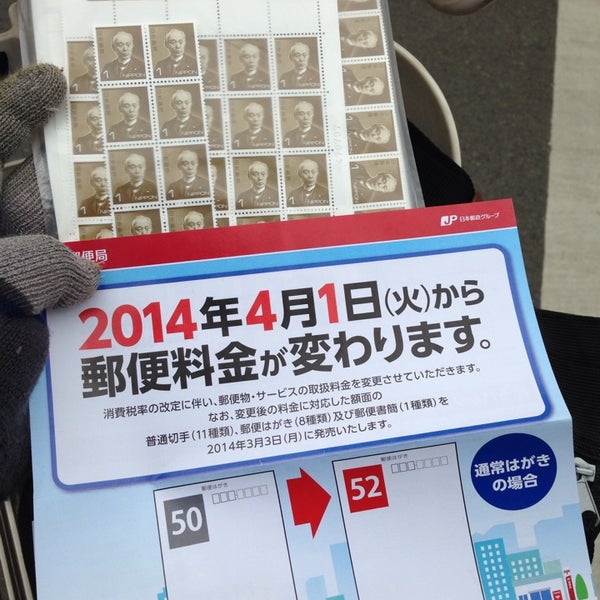 1 NIPPON
郵便局
JP 日本郵政グループ
2014年4月1日(火)から
郵便料金が変わります。
消費税率の改定に伴い、郵便物・サービスの取扱料金を変更させていただきます。
なお、変更後の料金に対応した額面の
普通切手(11種類)、郵便はがき(8種類)及び郵便書簡(1種類)を
2014年3月3日(月)に発売いたします。
通常はがき
の場合
郵便はがき
50
郵便はがき
52